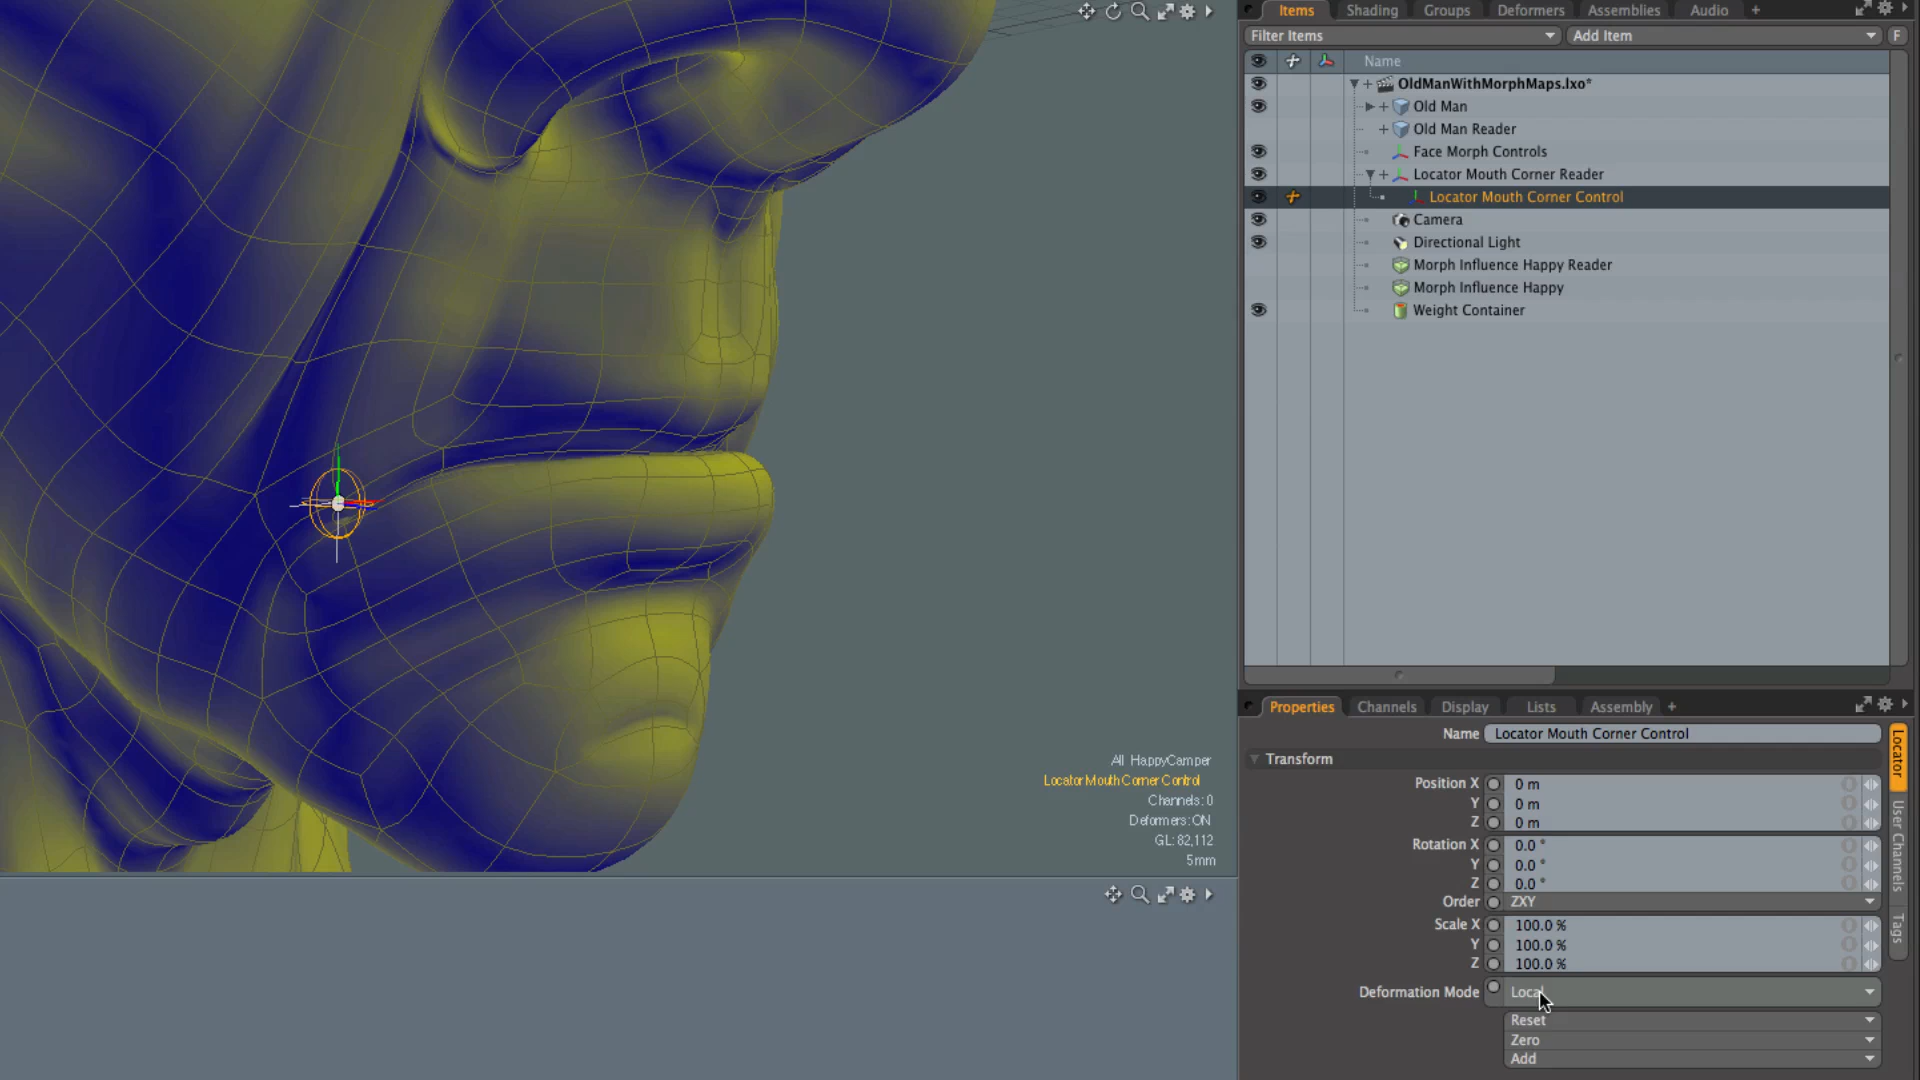 Items Shading Groups Deformers Assemblies Audio +
Filter Items Add Item F
Name
OldManWithMorphMaps.lxo*
Old Man
Old Man Reader
Face Morph Controls
Locator Mouth Corner Reader
Locator Mouth Corner Control
Camera
Directional Light
Morph Influence Happy Reader
Morph Influence Happy
Weight Container
All HappyCamper
Locator Mouth Corner Control
Channels: 0
Deformers: ON
GL: 82,112
5 mm
Properties Channels Display Lists Assembly +
Name Locator Mouth Corner Control
Transform
Position X 0 m
Y 0 m
Z 0 m
Rotation X 0.0 °
Y 0.0 °
Z 0.0 °
Order ZXY
Scale X 100.0 %
Y 100.0 %
Z 100.0 %
Deformation Mode Local
Reset
Zero
Add
Locator
User Channels
Tags